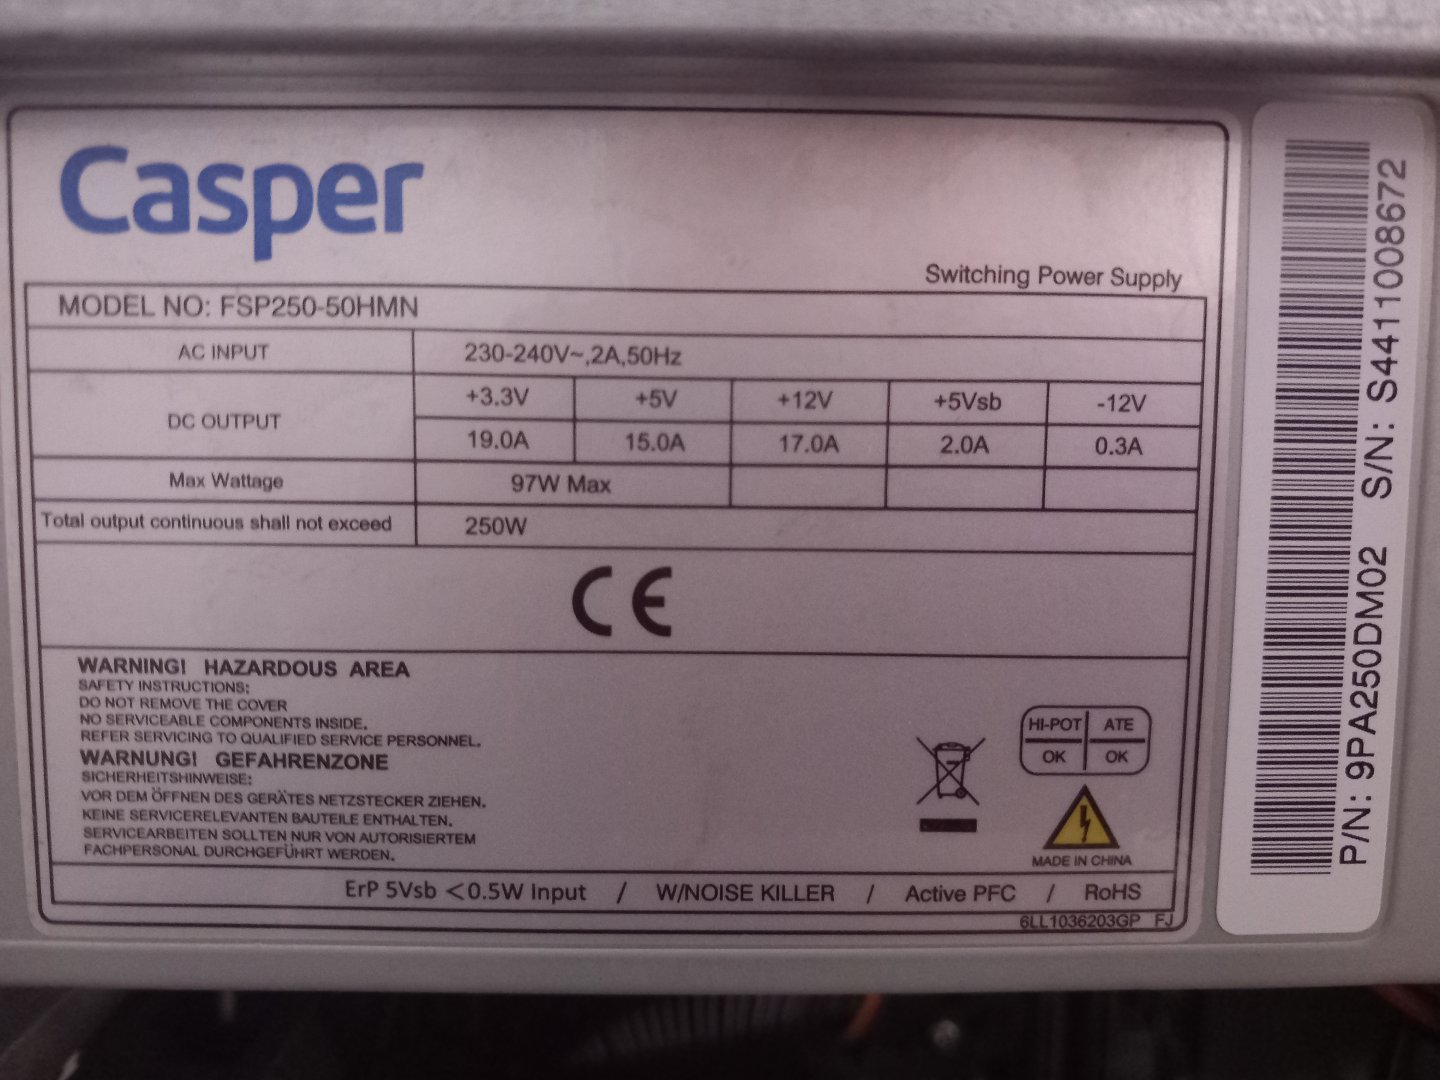 Casper
Switching Power Supply
MODEL NO: FSP250-50HMN
AC INPUT 230-240V~,2A,50Hz
DC OUTPUT +3.3V +5V +12V +5Vsb -12V
19.0A 15.0A 17.0A 2.0A 0.3A
Max Wattage 97W Max
Total output continuous shall not exceed 250W
CE
WARNING! HAZARDOUS AREA
SAFETY INSTRUCTIONS:
DO NOT REMOVE THE COVER
NO SERVICEABLE COMPONENTS INSIDE.
REFER SERVICING TO QUALIFIED SERVICE PERSONNEL.
WARNUNG! GEFAHRENZONE
SICHERHEITSHINWEISE:
VOR DEM ÖFFNEN DES GERÄTES NETZSTECKER ZIEHEN.
KEINE SERVICERELEVANTEN BAUTEILE ENTHALTEN.
SERVICEARBEITEN SOLLTEN NUR VON AUTORISIERTEM
FACHPERSONAL DURCHGEFÜHRT WERDEN.
HI-POT ATE
OK OK
MADE IN CHINA
ErP 5Vsb <0.5W Input / W/NOISE KILLER / Active PFC / RoHS
6LL1036203GP FJ
P/N: 9PA250DM02 S/N: S4411008672